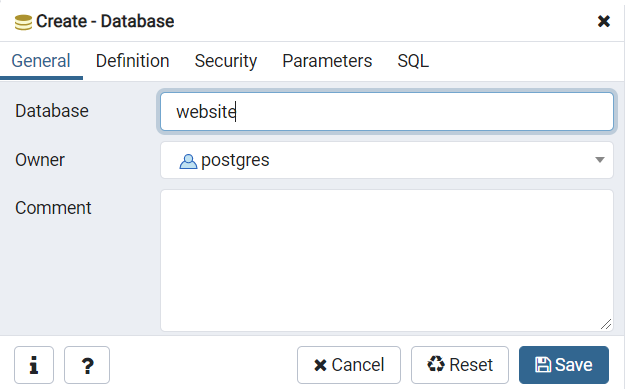 Create - Database
General Definition Security Parameters SQL
Database website
Owner postgres
Comment
i ? Cancel Reset Save